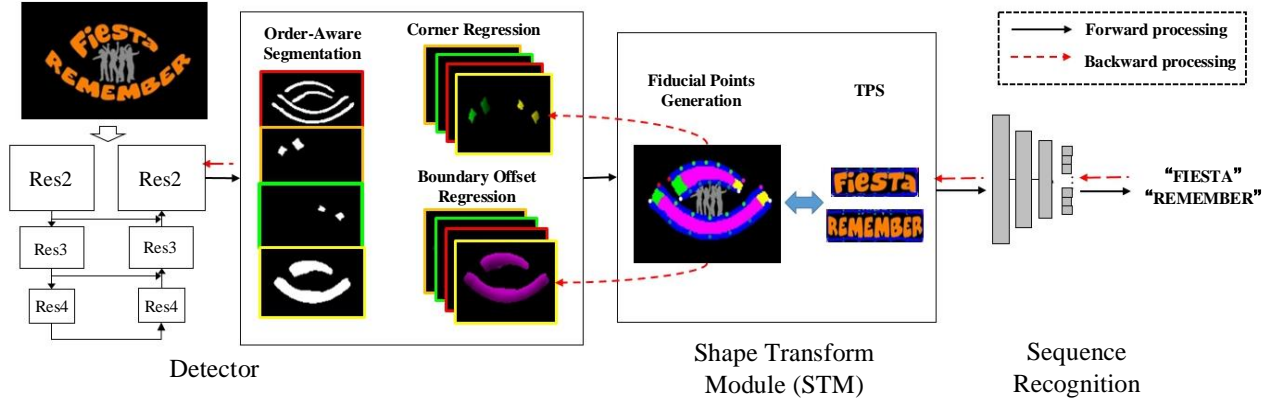 Fiesta
REMEMBER
Res2
Res2
Res3
Res3
Res4
Res4
Detector
Order-Aware
Segmentation
Corner Regression
Boundary Offset
Regression
Fiducial Points
Generation
TPS
Fiesta
REMEMBER
Shape Transform
Module (STM)
Sequence
Recognition
Forward processing
Backward processing
“FIESTA”
“REMEMBER”